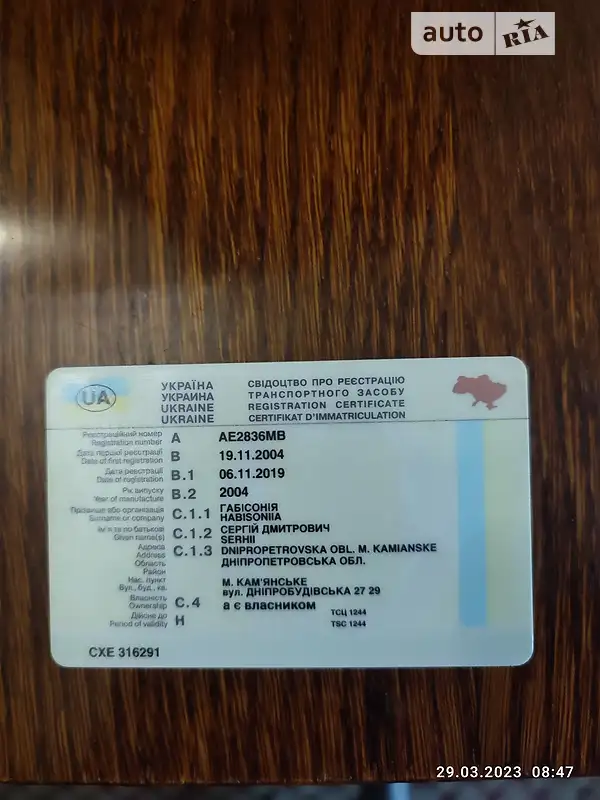 auto RIA
UA
УКРАЇНА
УКРАИНА
UKRAINE
UKRAINE
СВІДОЦТВО ПРО РЕЄСТРАЦІЮ
ТРАНСПОРТНОГО ЗАСОБУ
REGISTRATION CERTIFICATE
CERTIFIKAT D'IMMATRICULATION
Реєстраційний номер
Registration number A AE2836MB
Дата першої реєстрації
Date of first registration B 19.11.2004
Дата реєстрації
Date of registration B.1 06.11.2019
Рік випуску
Year of manufacture B.2 2004
Прізвище або організація
Surname or company C.1.1 ГАБІСОНІЯ
HABISONIIA
Ім'я та по батькові
Given name(s) C.1.2 СЕРГІЙ ДМИТРОВИЧ
SERHII
Адреса
Address C.1.3 DNIPROPETROVSKA OBL. M. KAMIANSKE
Область ДНІПРОПЕТРОВСЬКА ОБЛ.
Район
Нас. пункт М. КАМ'ЯНСЬКЕ
Вул., буд., кв. вул. ДНІПРОБУДІВСЬКА 27 29
Власність
Ownership C.4 а є власником
Дійсне до
Period of validity H
ТСЦ 1244
TSC 1244
СХЕ 316291
29.03.2023 08:47